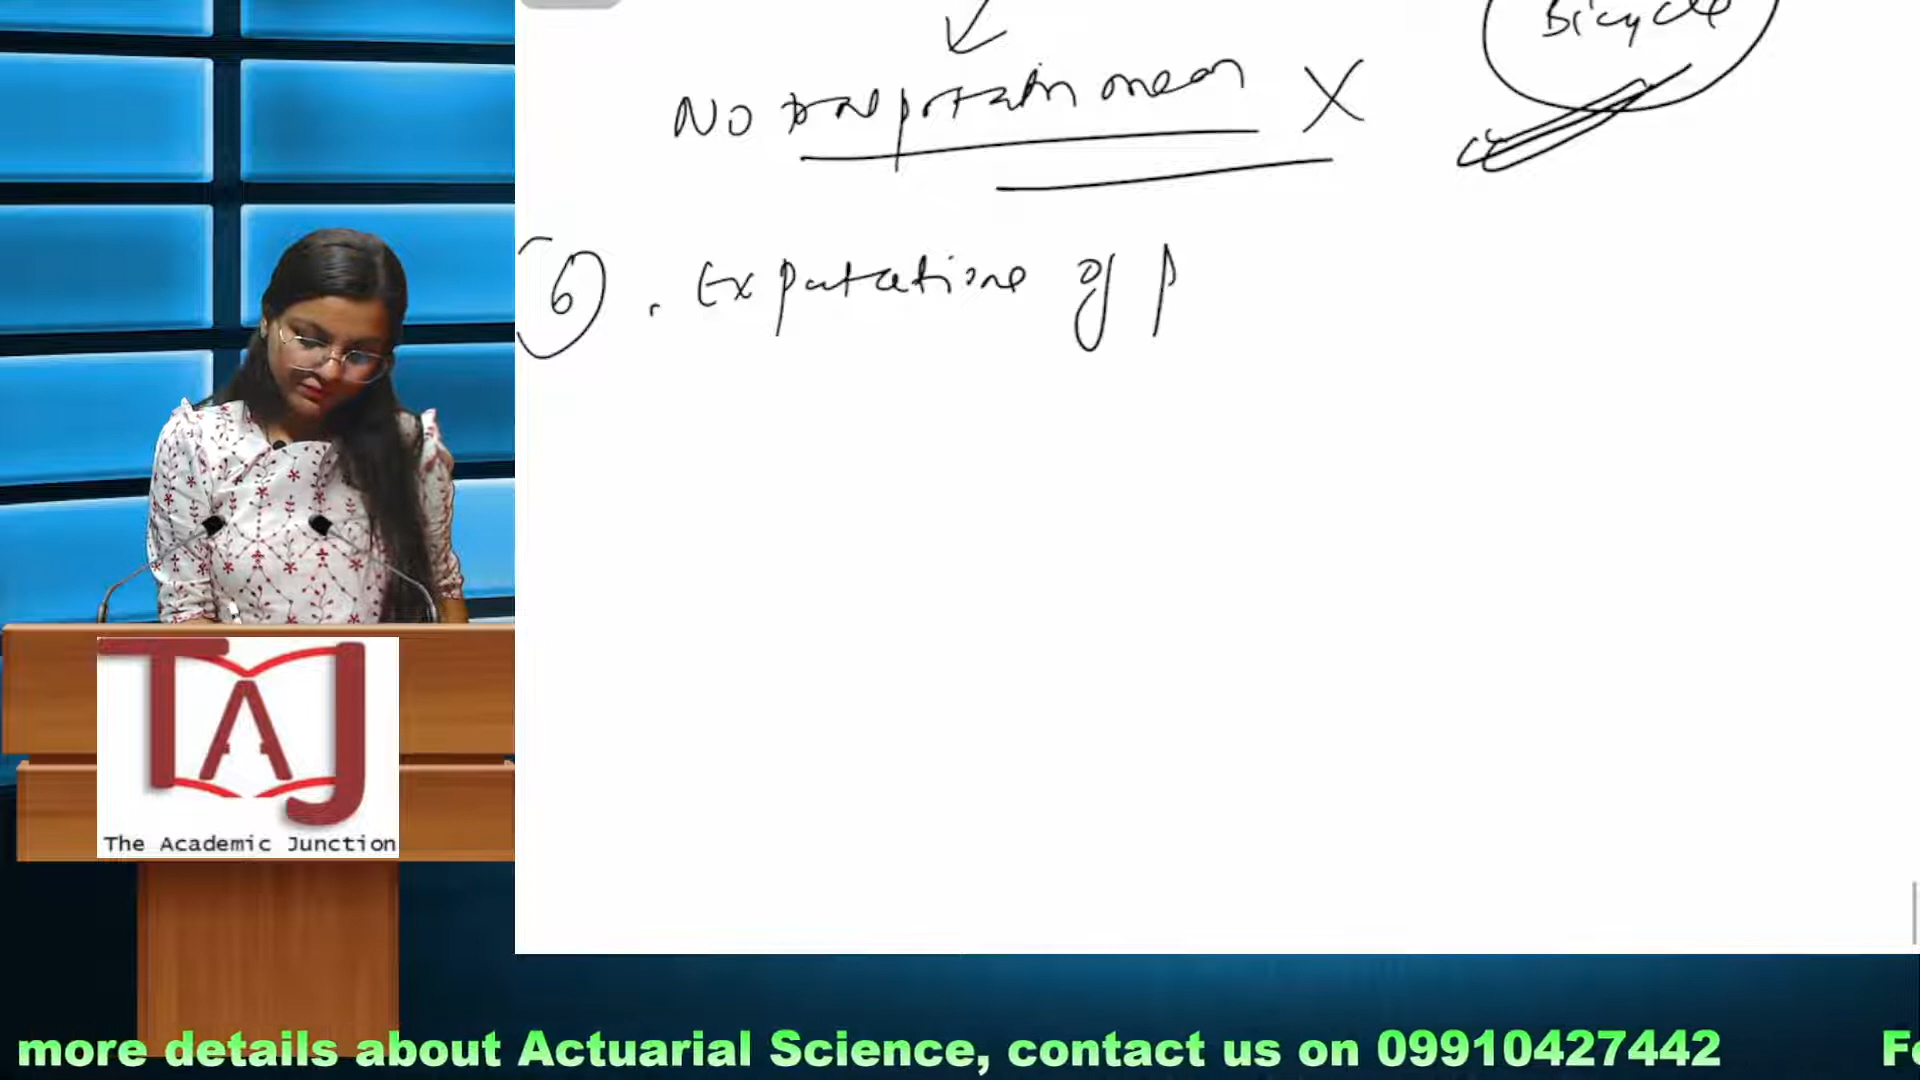 Bicycle
No transportation mean X
6 . Expectations of p
TAJ
The Academic Junction
more details about Actuarial Science, contact us on 09910427442 Fo